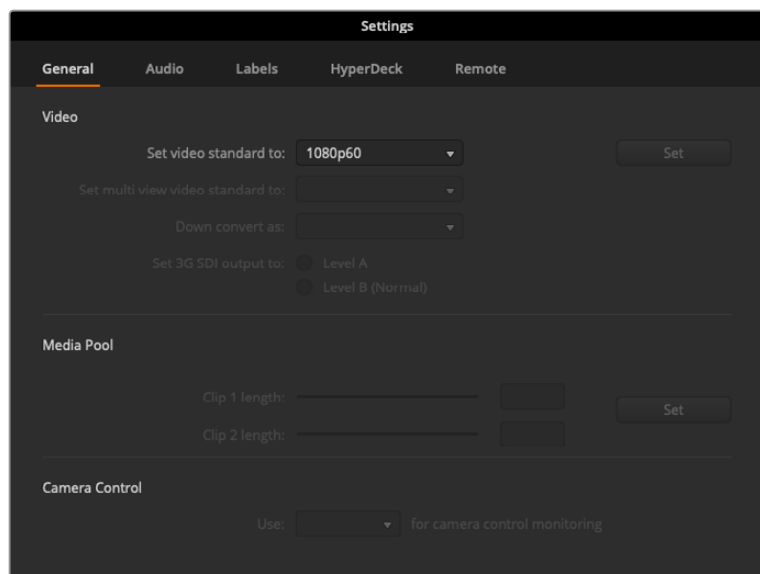 Settings
General Audio Labels HyperDeck Remote
Video
Set video standard to: 1080p60 Set
Set multi view video standard to:
Down convert as:
Set 3G SDI output to: Level A
Level B (Normal)
Media Pool
Clip 1 length:
Set
Clip 2 length:
Camera Control
Use: for camera control monitoring